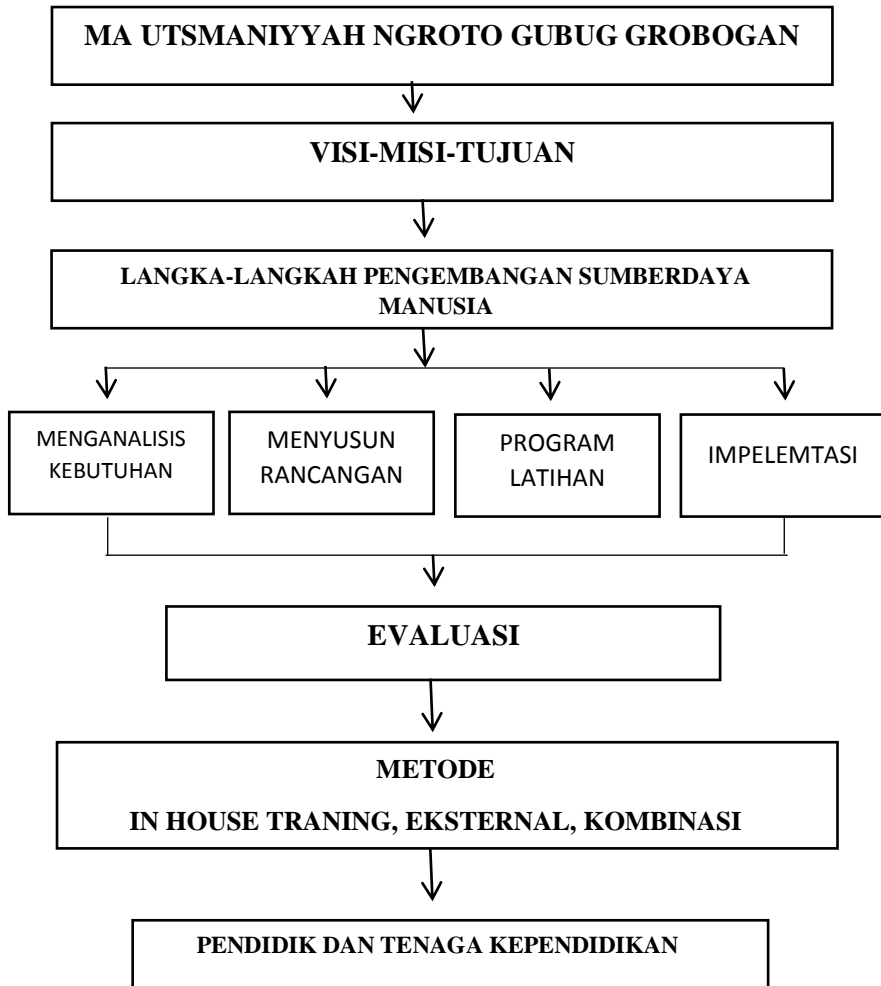 MA UTSMANIYYAH NGROTO GUBUG GROBOGAN
VISI-MISI-TUJUAN
LANGKA-LANGKAH PENGEMBANGAN SUMBERDAYA
MANUSIA
MENGANALISIS
KEBUTUHAN
MENYUSUN
RANCANGAN
PROGRAM
LATIHAN
IMPELEMTASI
EVALUASI
METODE
IN HOUSE TRANING, EKSTERNAL, KOMBINASI
PENDIDIK DAN TENAGA KEPENDIDIKAN